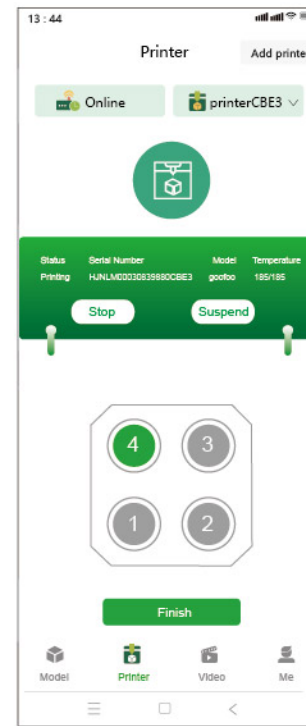 13 : 44
Printer
Add printe
Online
printerCBE3
Status Serial Number Model Temperature
Printing HJNLM00030839880CBE3 goofoo 185/185
Stop Suspend
4 3
1 2
Finish
Model Printer Video Me